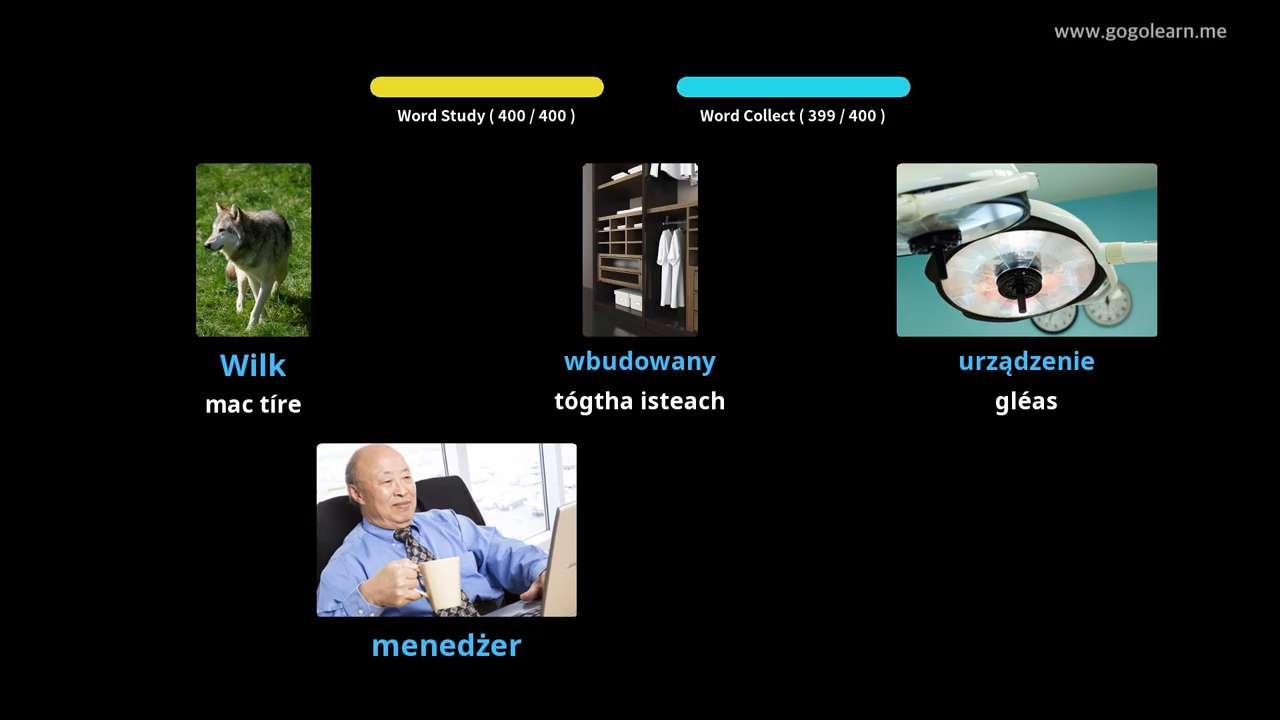 www.gogolearn.me
Word Study ( 400 / 400 )
Word Collect ( 399 / 400 )
Wilk
mac tíre
wbudowany
tógtha isteach
urządzenie
gléas
menedżer